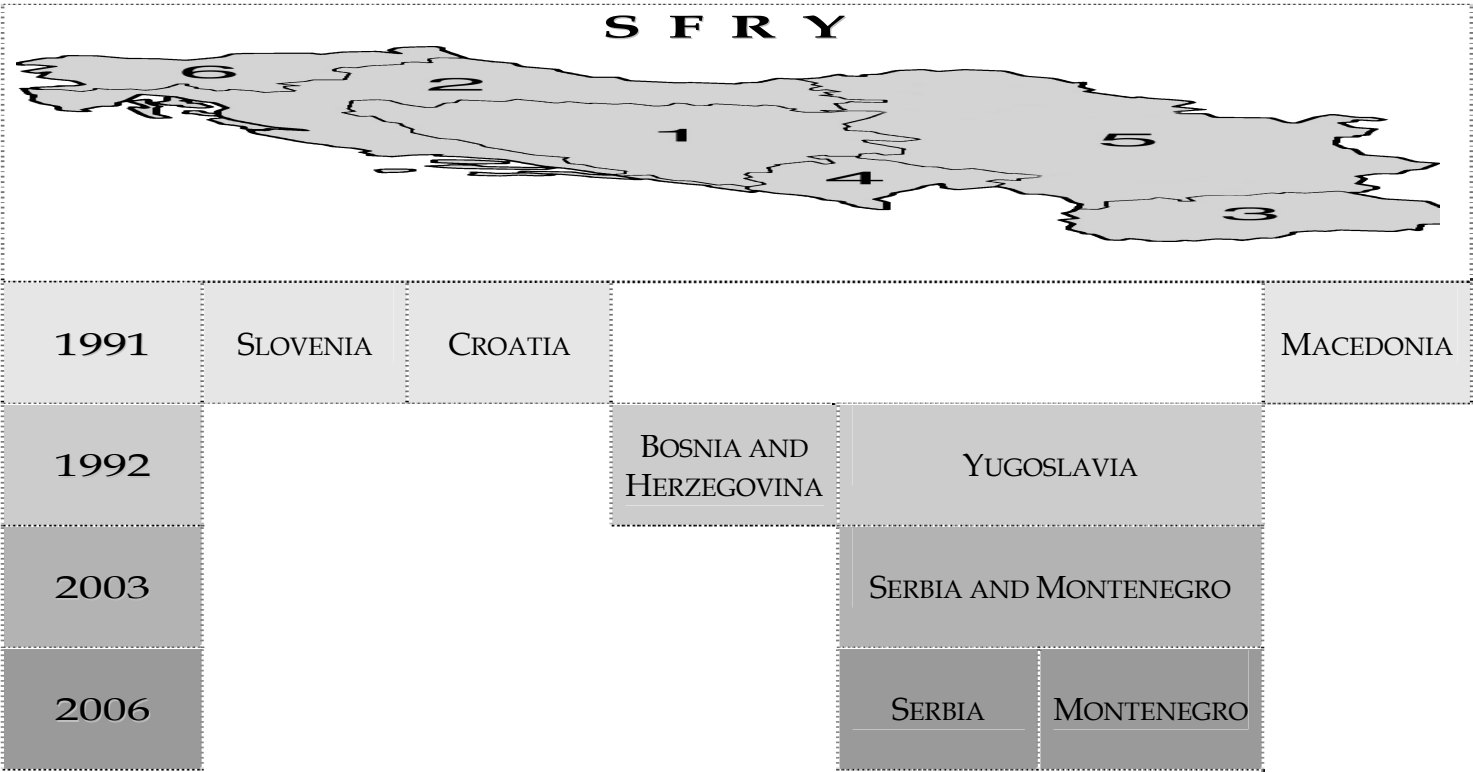 S F R Y
6
2
1
5
4
3
1991
SLOVENIA
CROATIA
MACEDONIA
1992
BOSNIA AND
HERZEGOVINA
YUGOSLAVIA
2003
SERBIA AND MONTENEGRO
2006
SERBIA
MONTENEGRO